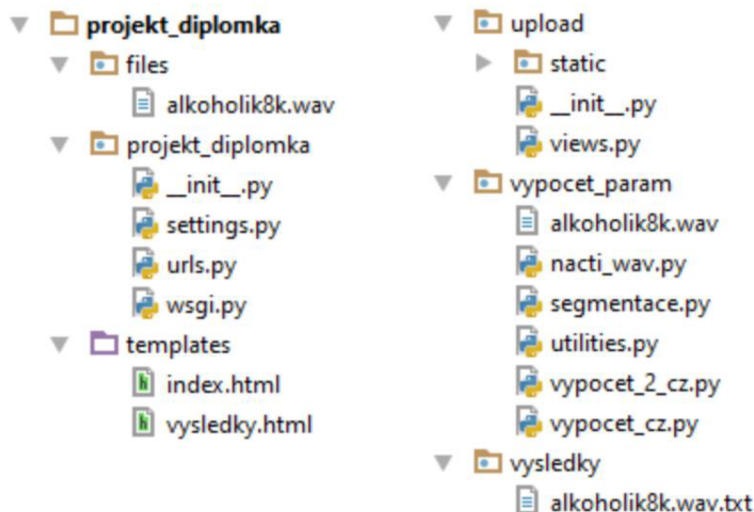 projekt_diplomka
files
alkoholik8k.wav
projekt_diplomka
__init__.py
settings.py
urls.py
wsgi.py
templates
index.html
vysledky.html
upload
static
__init__.py
views.py
vypocet_param
alkoholik8k.wav
nacti_wav.py
segmentace.py
utilities.py
vypocet_2_cz.py
vypocet_cz.py
vysledky
alkoholik8k.wav.txt